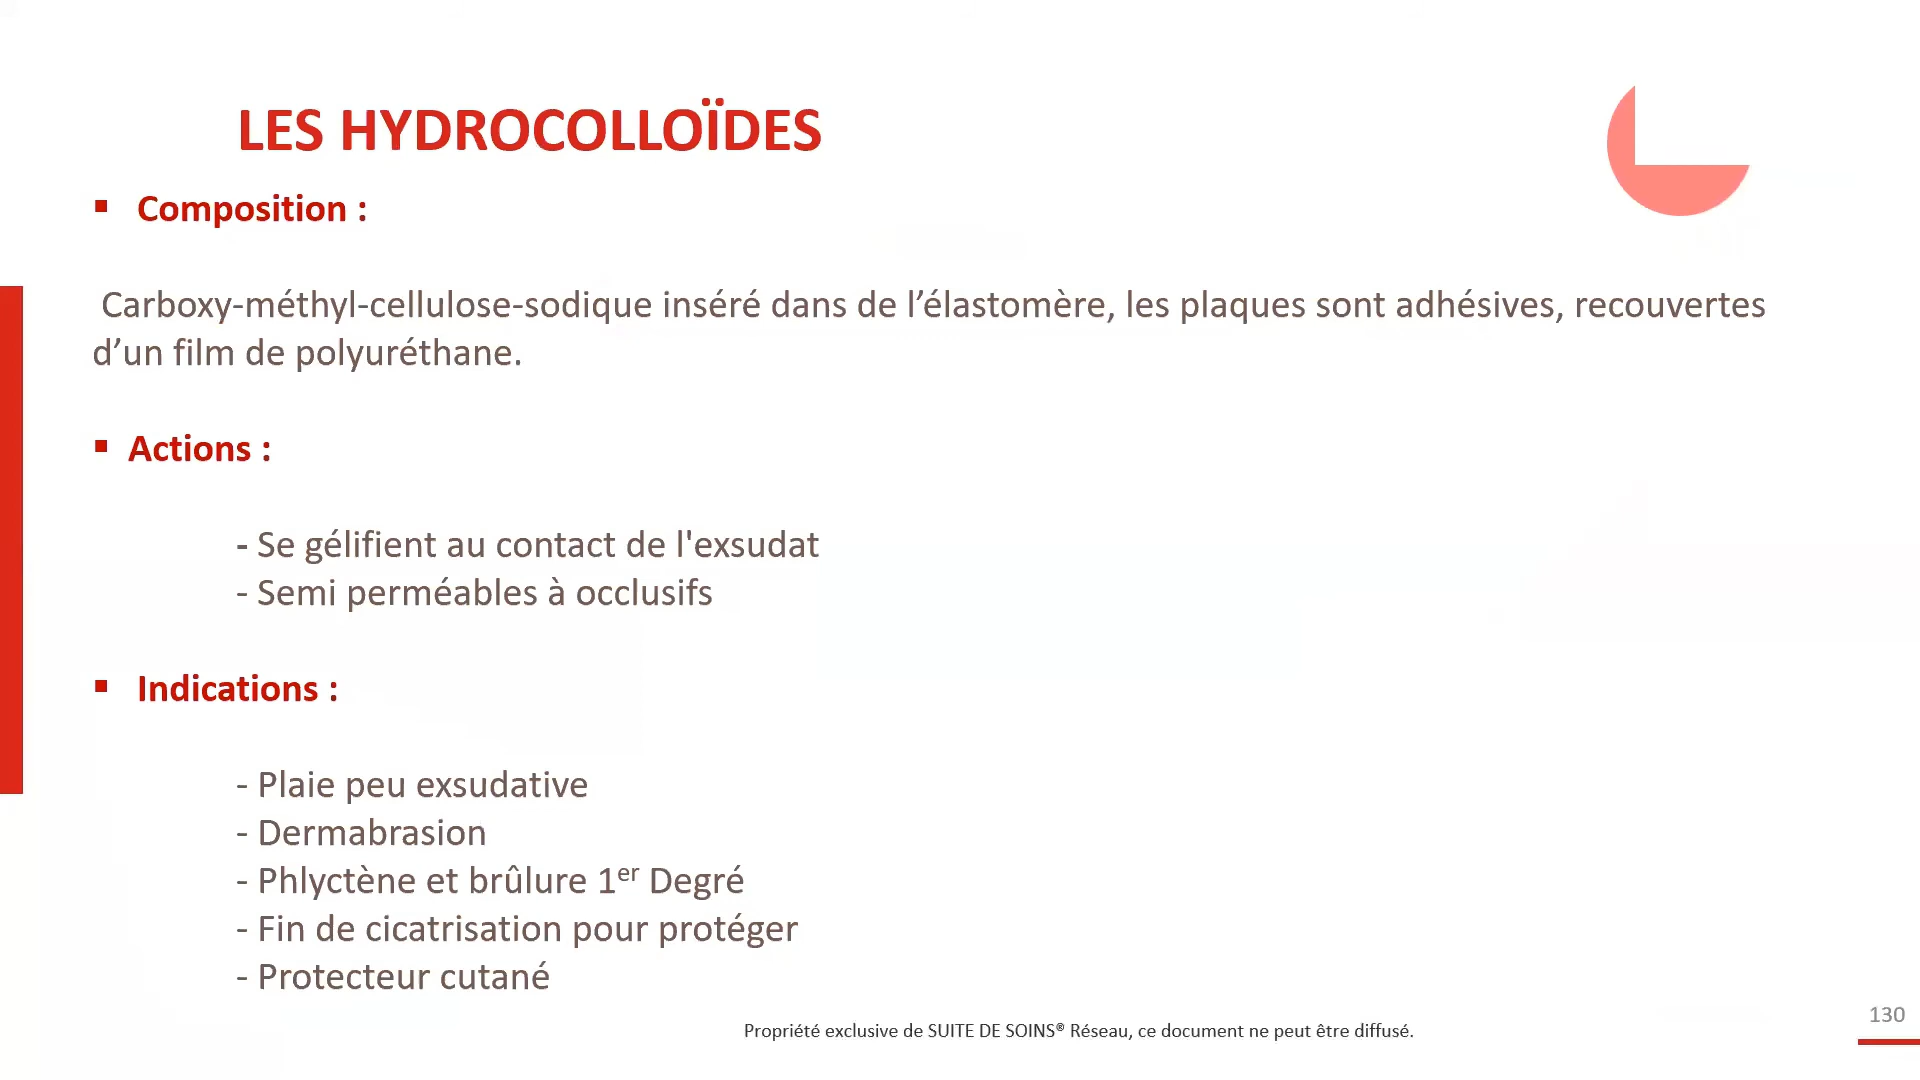 LES HYDROCOLLOÏDES
▪ Composition :
Carboxy-méthyl-cellulose-sodique inséré dans de l’élastomère, les plaques sont adhésives, recouvertes
d’un film de polyuréthane.
▪ Actions :
- Se gélifient au contact de l'exsudat
- Semi perméables à occlusifs
▪ Indications :
- Plaie peu exsudative
- Dermabrasion
- Phlyctène et brûlure 1er Degré
- Fin de cicatrisation pour protéger
- Protecteur cutané
Propriété exclusive de SUITE DE SOINS® Réseau, ce document ne peut être diffusé.
130